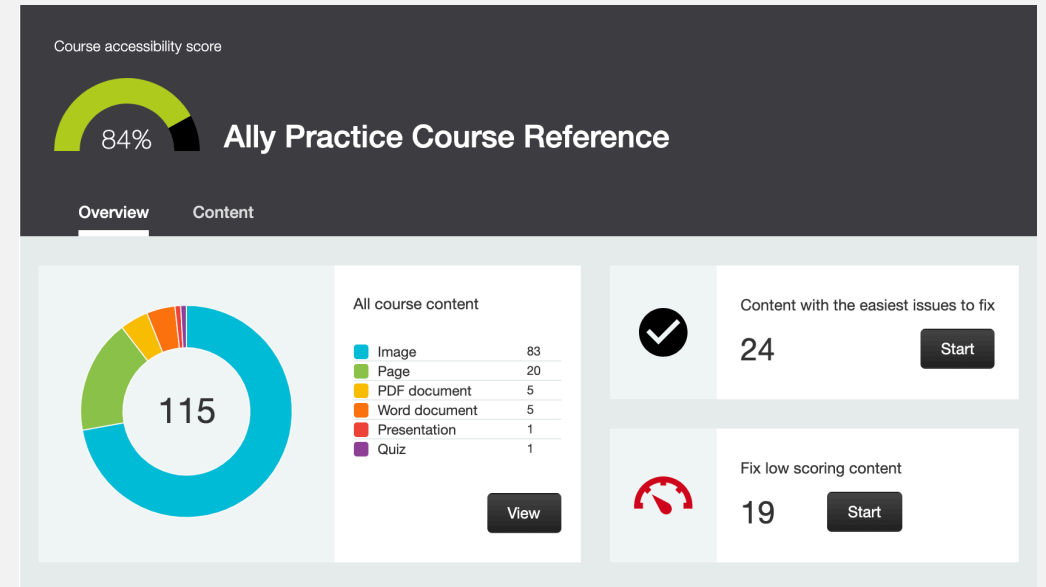 Course accessibility score
84%
Ally Practice Course Reference
Overview Content
115
All course content
Image 83
Page 20
PDF document 5
Word document 5
Presentation 1
Quiz 1
View
Content with the easiest issues to fix
24 Start
Fix low scoring content
19 Start